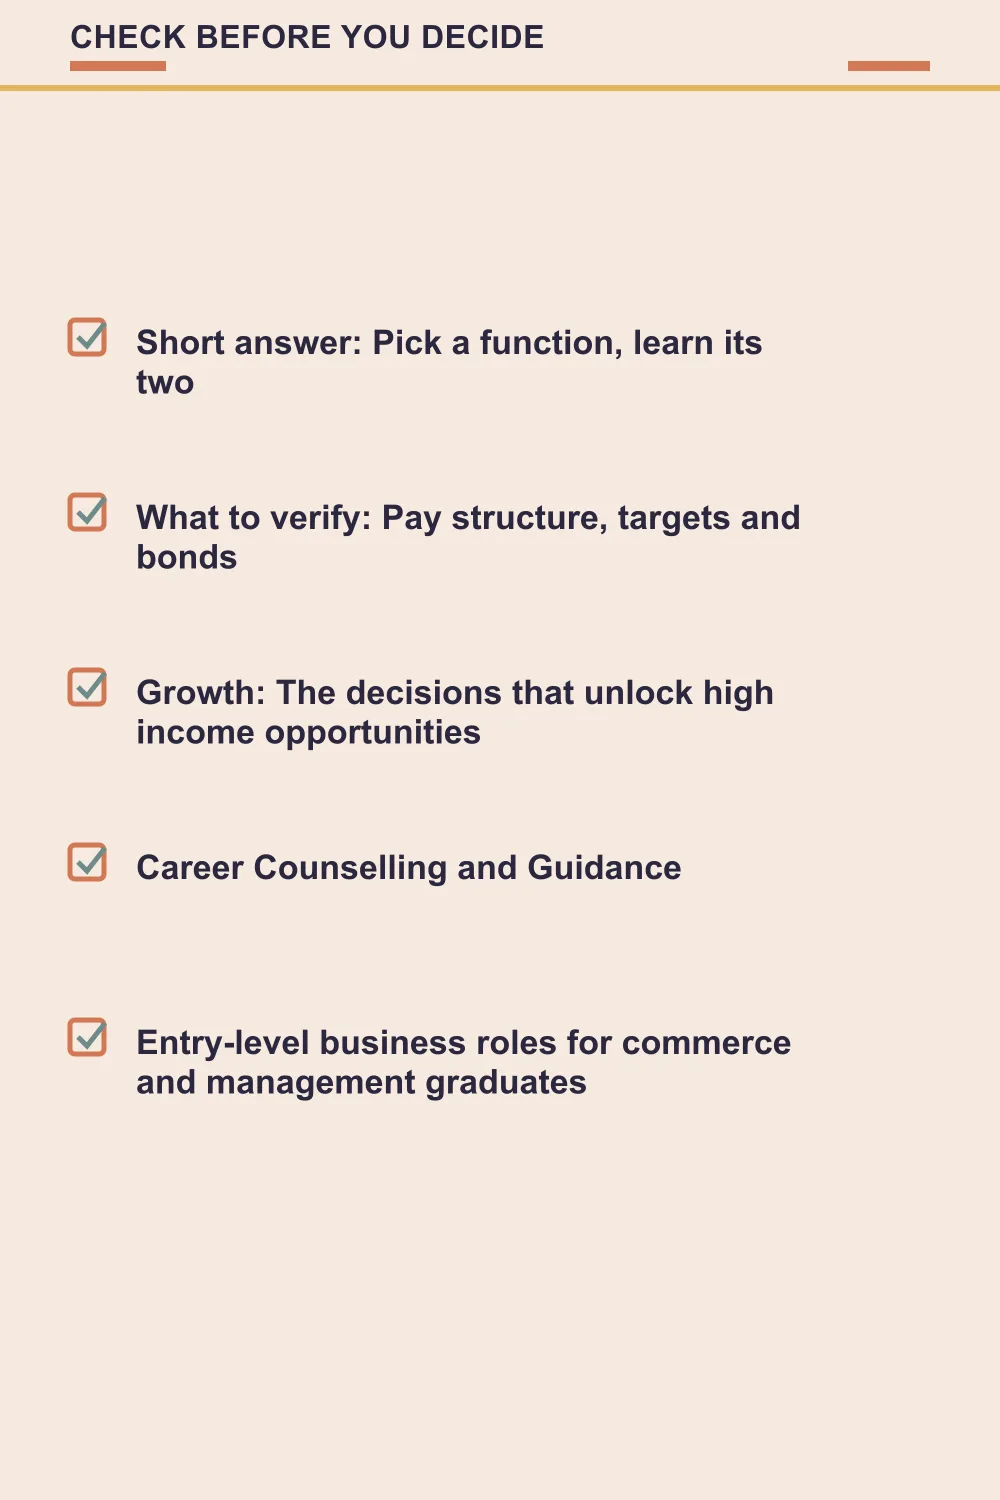 CHECK BEFORE YOU DECIDE
Short answer: Pick a function, learn its
two
What to verify: Pay structure, targets and
bonds
Growth: The decisions that unlock high
income opportunities
Career Counselling and Guidance
Entry-level business roles for commerce
and management graduates